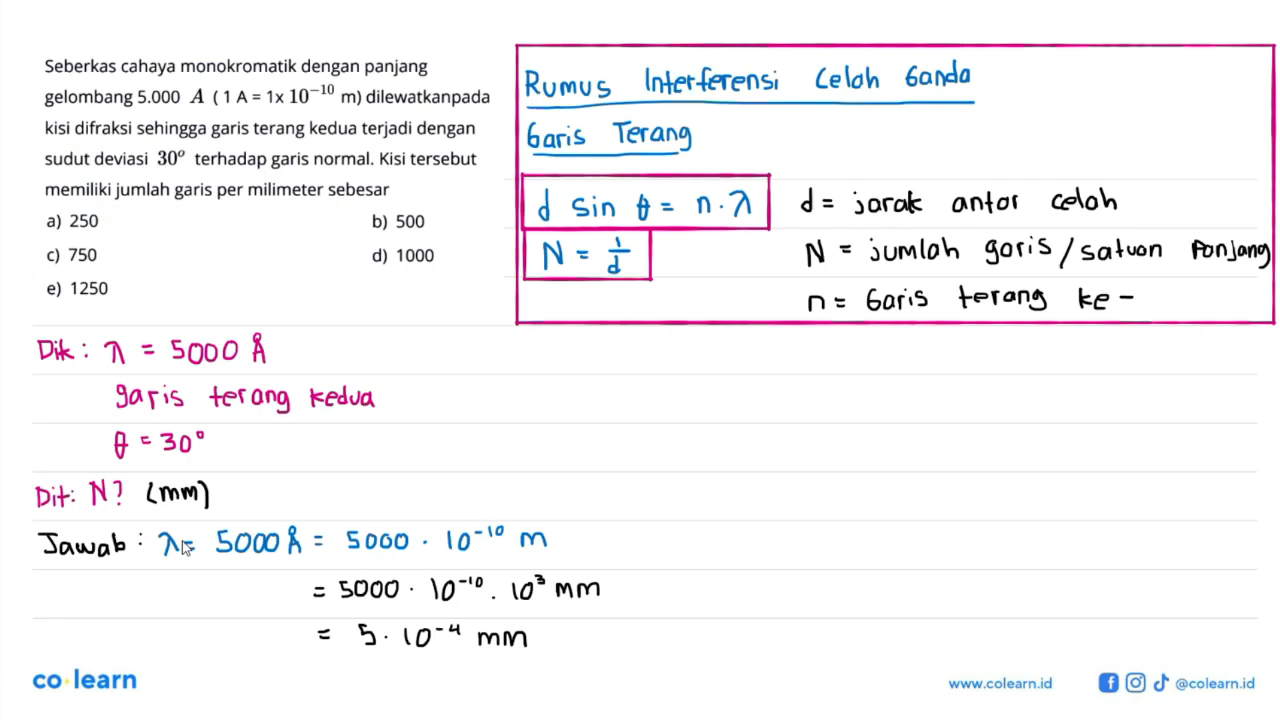 Seberkas cahaya monokromatik dengan panjang
gelombang 5.000 A ( 1 A = 1x 10⁻¹⁰ m) dilewatkanpada
kisi difraksi sehingga garis terang kedua terjadi dengan
sudut deviasi 30° terhadap garis normal. Kisi tersebut
memiliki jumlah garis per milimeter sebesar
a) 250 b) 500
c) 750 d) 1000
e) 1250
Rumus Interferensi Celah Ganda
Garis Terang
d sin θ = n · λ
d = jarak antar celah
N = 1/d
N = jumlah garis/satuan Panjang
n = Garis terang ke -
Dik : λ = 5000 Å
garis terang kedua
θ = 30°
Dit: N? (mm)
Jawab : λ = 5000 Å = 5000 · 10⁻¹⁰ m
= 5000 · 10⁻¹⁰ . 10³ mm
= 5 · 10⁻⁴ mm
co·learn
www.colearn.id
@colearn.id